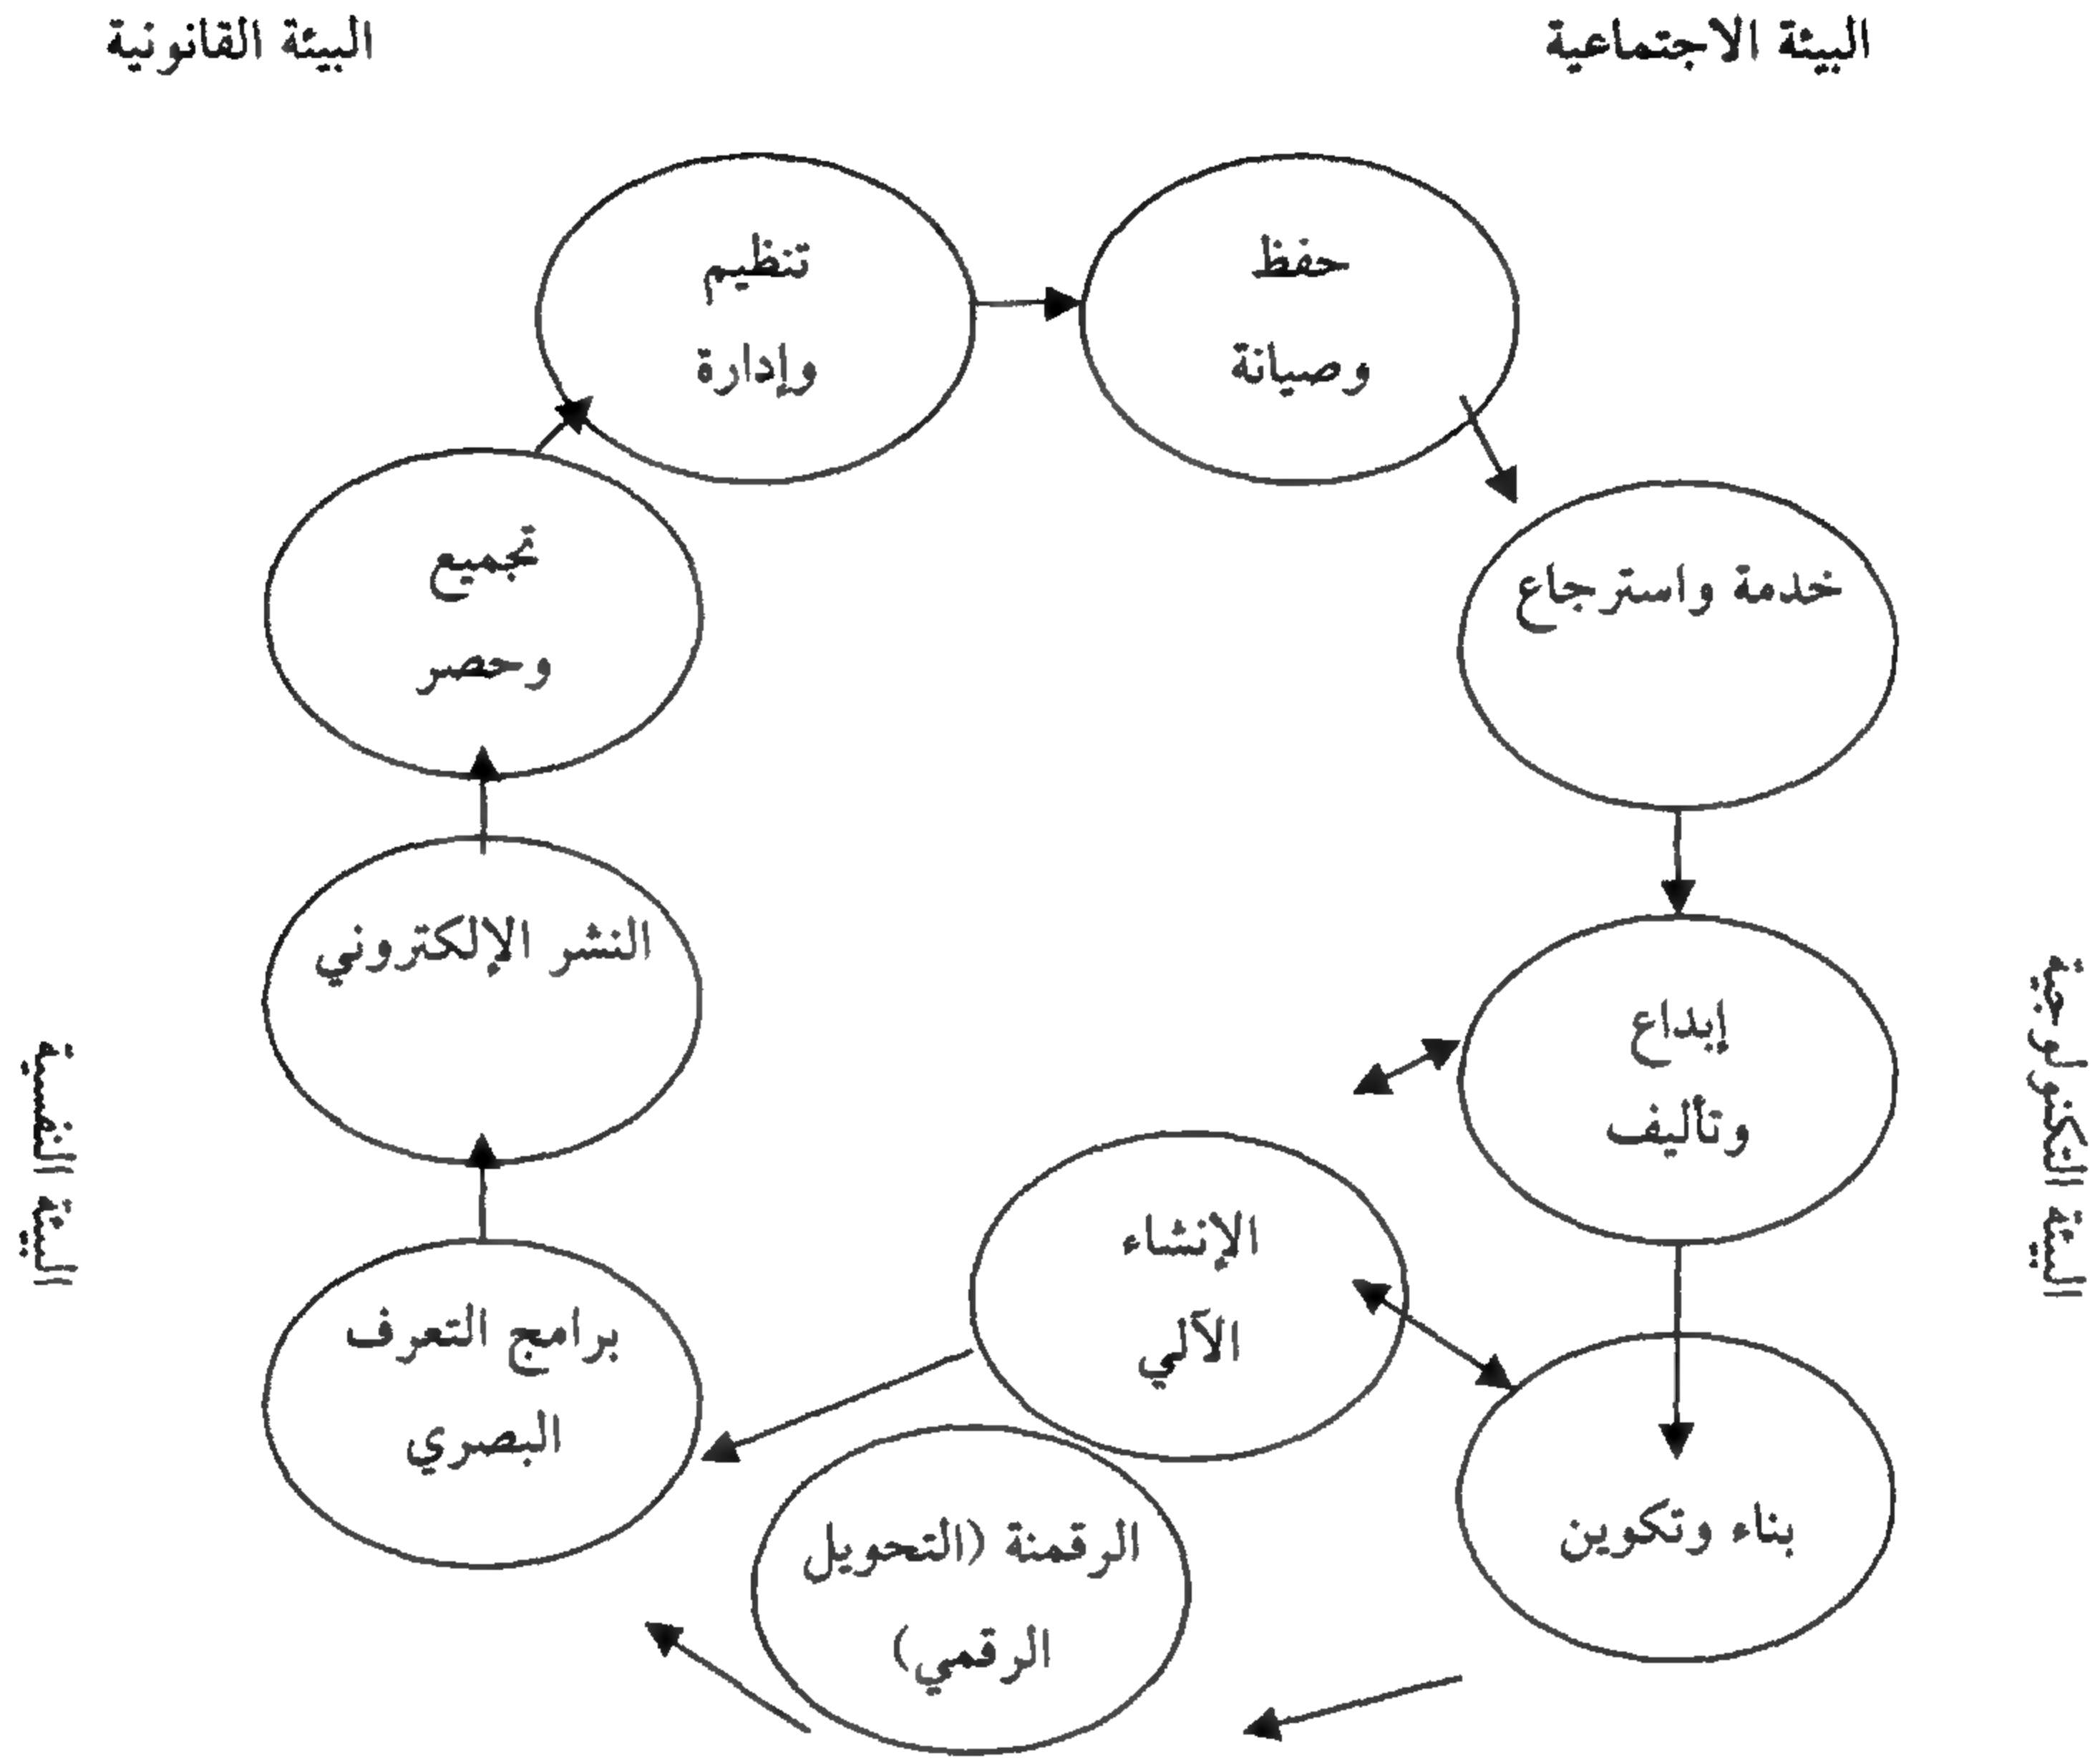 البيئة الاجتماعية
البيئة القانونية
حفظ
وصيانة
تنظيم
وإدارة
خدمة واسترجاع
تجميع
وحصر
إبداع
وتأليف
النشر الإلكتروني
البيئة التكنولوجية
البيئة النفسية
الإنشاء
الآلي
برامج التعرف
البصري
بناء وتكوين
الرقمنة (التحويل
الرقمي)